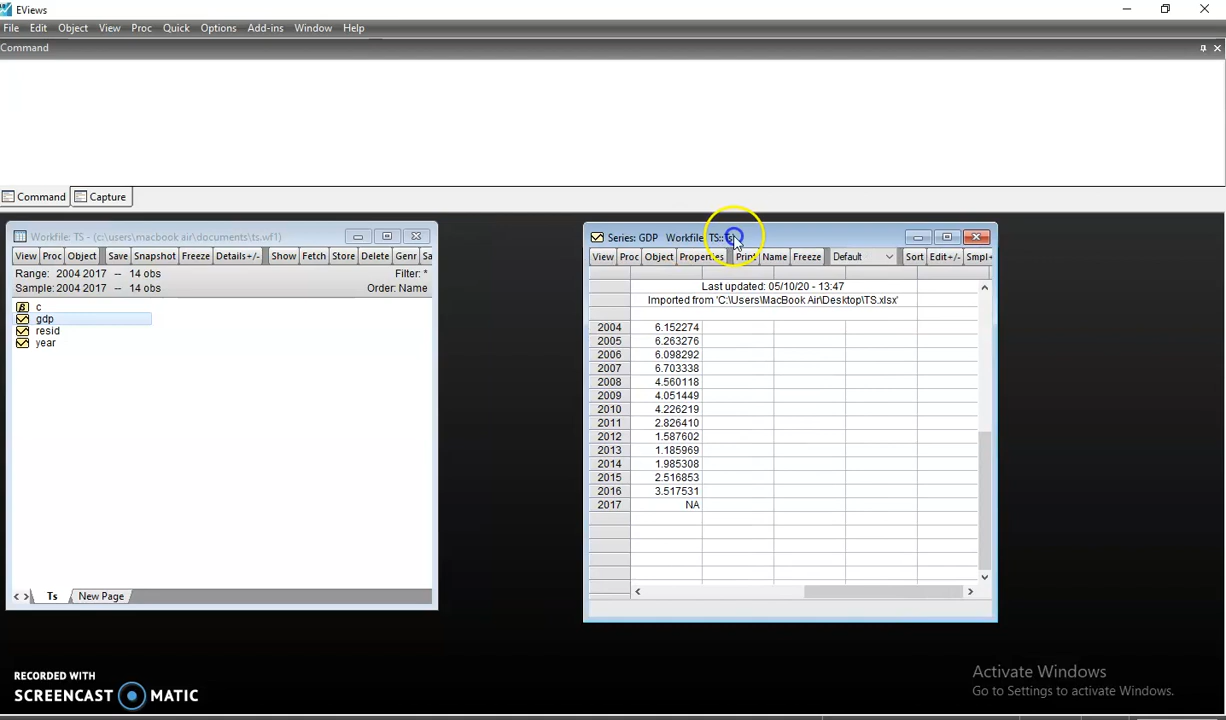 EViews
File Edit Object View Proc Quick Options Add-ins Window Help
Command
Command Capture
Workfile: TS - (c:\users\macbook air\documents\ts.wf1)
View Proc Object Save Snapshot Freeze Details+/- Show Fetch Store Delete Genr Sa
Range: 2004 2017 -- 14 obs Filter: *
Sample: 2004 2017 -- 14 obs Order: Name
c
gdp
resid
year
Ts New Page
Series: GDP Workfile: TS::Ts\
View Proc Object Properties Print Name Freeze Default Sort Edit+/- Smpl+
Last updated: 05/10/20 - 13:47
Imported from 'C:\Users\MacBook Air\Desktop\TS.xlsx'
2004 6.152274
2005 6.263276
2006 6.098292
2007 6.703338
2008 4.560118
2009 4.051449
2010 4.226219
2011 2.826410
2012 1.587602
2013 1.185969
2014 1.985308
2015 2.516853
2016 3.517531
2017 NA
RECORDED WITH
SCREENCAST MATIC
Activate Windows
Go to Settings to activate Windows.